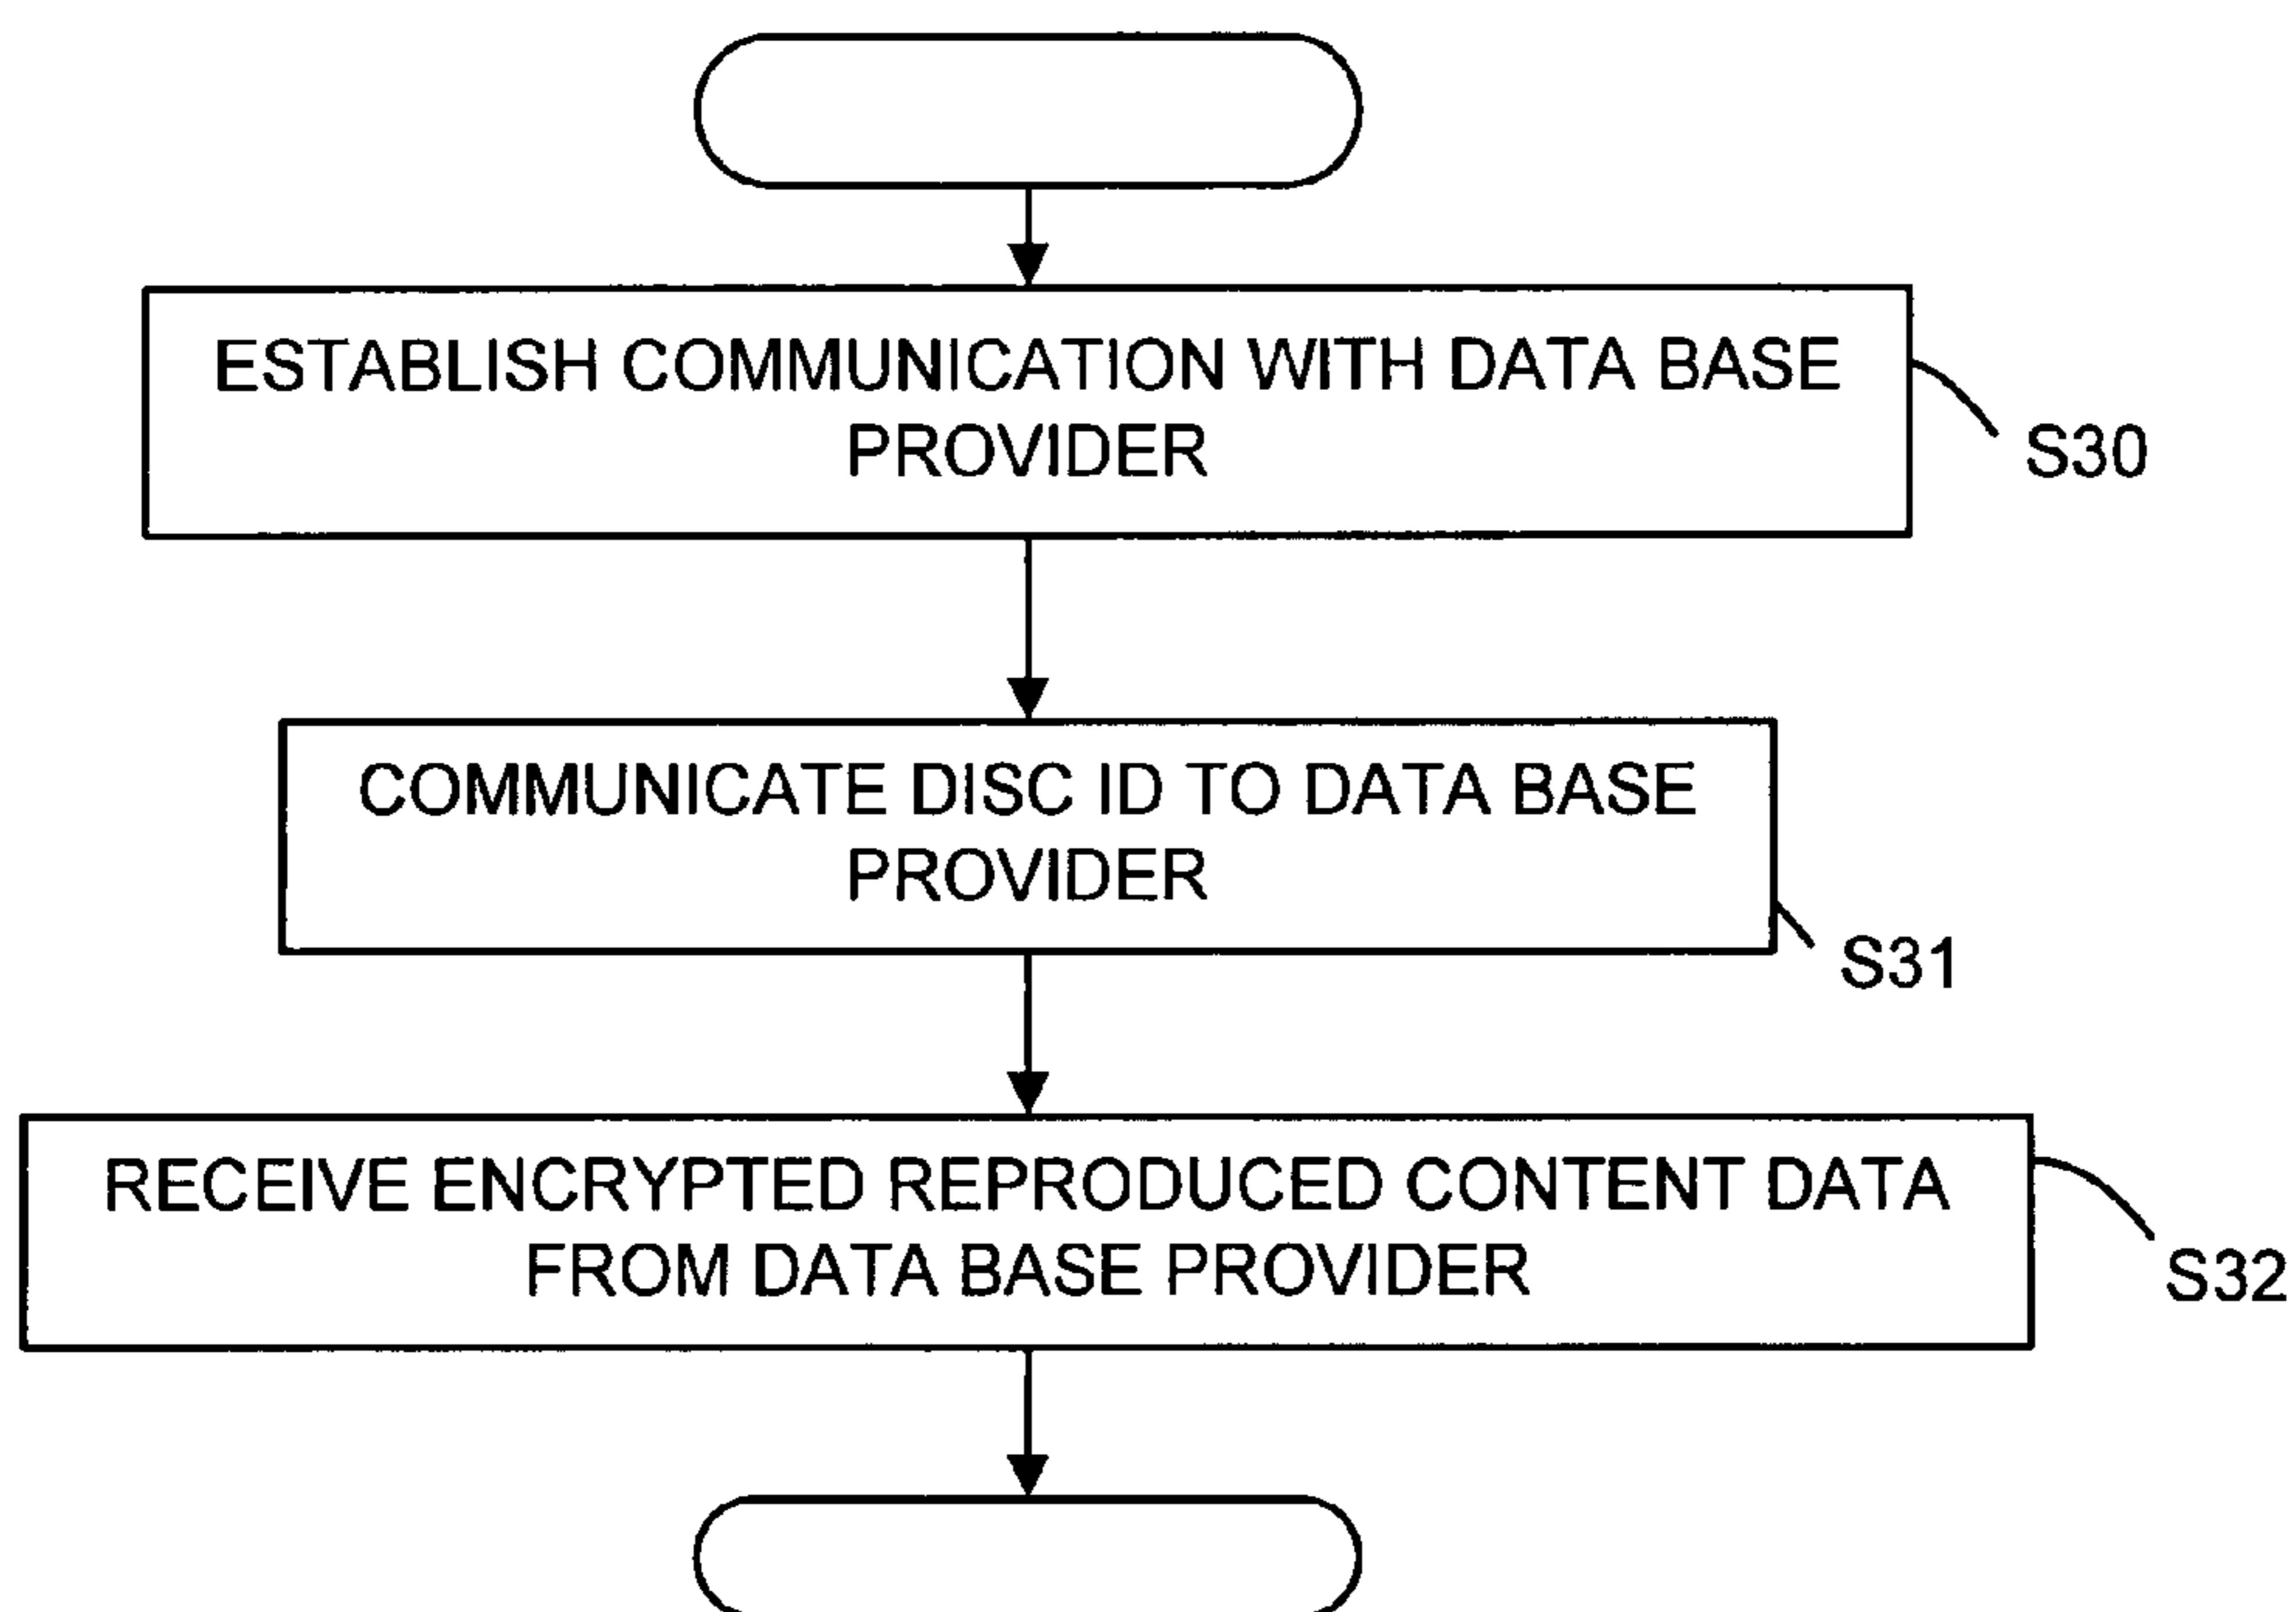 ESTABLISH COMMUNICATION WITH DATA BASE
PROVIDER
S30
COMMUNICATE DISC ID TO DATA BASE
PROVIDER
S31
RECEIVE ENCRYPTED REPRODUCED CONTENT DATA
FROM DATA BASE PROVIDER
S32